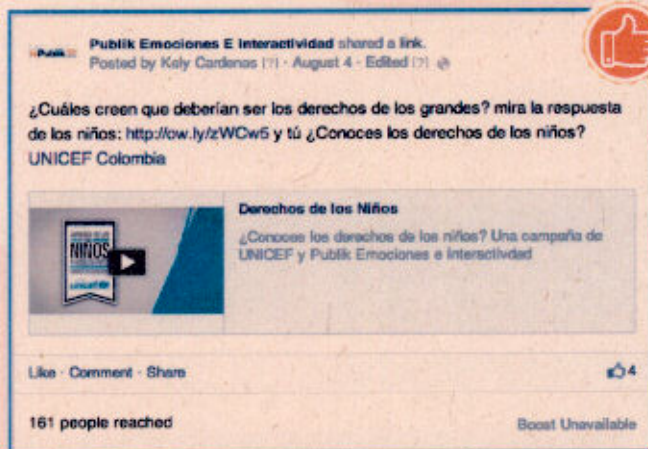 Publik Emociones E Interactividad shared a link.
Publik
Posted by Kely Cardenas [?] · August 4 · Edited [?]
¿Cuáles creen que deberían ser los derechos de los grandes? mira la respuesta
de los niños: http://ow.ly/zWCw5 y tú ¿Conoces los derechos de los niños?
UNICEF Colombia
Derechos de los Niños
¿Conoces los derechos de los niños? Una campaña de
UNICEF y Publik Emociones e Interactivdad
NIÑOS
unicef
Like · Comment · Share
4
161 people reached
Boost Unavailable